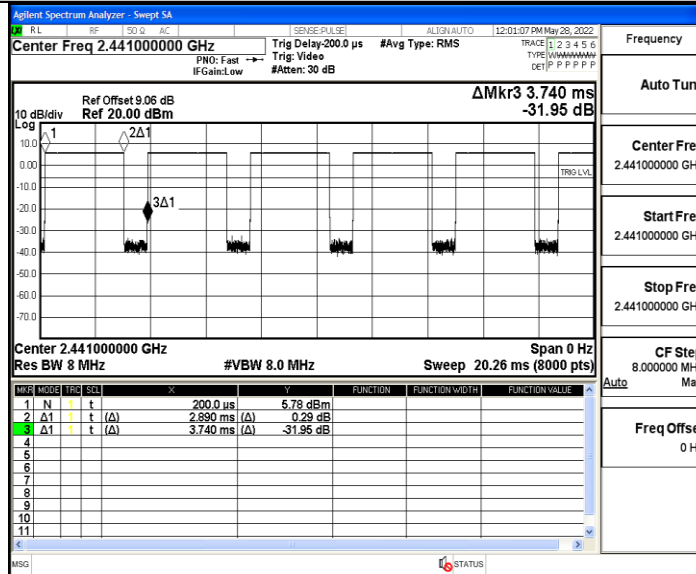 Agilent Spectrum Analyzer - Swept SA
RL RF 50 Ω AC SENSE:PULSE ALIGN AUTO 12:01:07 PM May 28, 2022
Center Freq 2.441000000 GHz
PNO: Fast
IFGain:Low
Trig Delay-200.0 µs
Trig: Video
#Atten: 30 dB
#Avg Type: RMS
TRACE 1 2 3 4 5 6
TYPE
DET P P P P P P
Ref Offset 9.06 dB
10 dB/div Ref 20.00 dBm
Log
ΔMkr3 3.740 ms
-31.95 dB
1
2Δ1
3Δ1
TRIG LVL
10.0
0.00
-10.0
-20.0
-30.0
-40.0
-50.0
-60.0
-70.0
Center 2.441000000 GHz Span 0 Hz
Res BW 8 MHz #VBW 8.0 MHz Sweep 20.26 ms (8000 pts)
MKR MODE TRC SCL X Y FUNCTION FUNCTION WIDTH FUNCTION VALUE
1 N 1 t 200.0 µs 5.78 dBm
2 Δ1 1 t (Δ) 2.890 ms (Δ) 0.29 dB
3 Δ1 1 t (Δ) 3.740 ms (Δ) -31.95 dB
4
5
6
7
8
9
10
11
MSG STATUS
Frequency
Auto Tun
Center Fre
2.441000000 GH
Start Fre
2.441000000 GH
Stop Fre
2.441000000 GH
CF Step
8.000000 MH
Auto Ma
Freq Offse
0 H